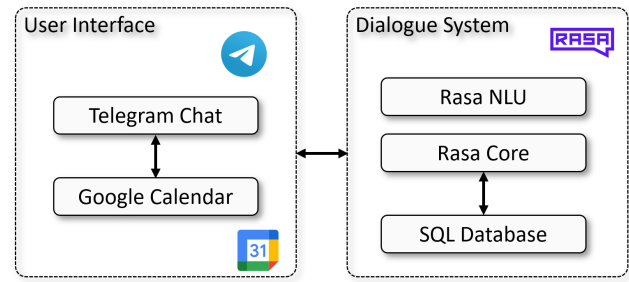 User Interface
Telegram Chat
Google Calendar
31
Dialogue System
RASA
Rasa NLU
Rasa Core
SQL Database